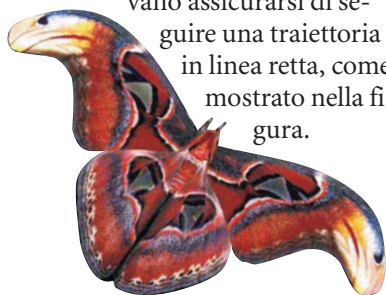 vano assicurarsi di se-
guire una traiettoria
in linea retta, come
mostrato nella fi
gura.